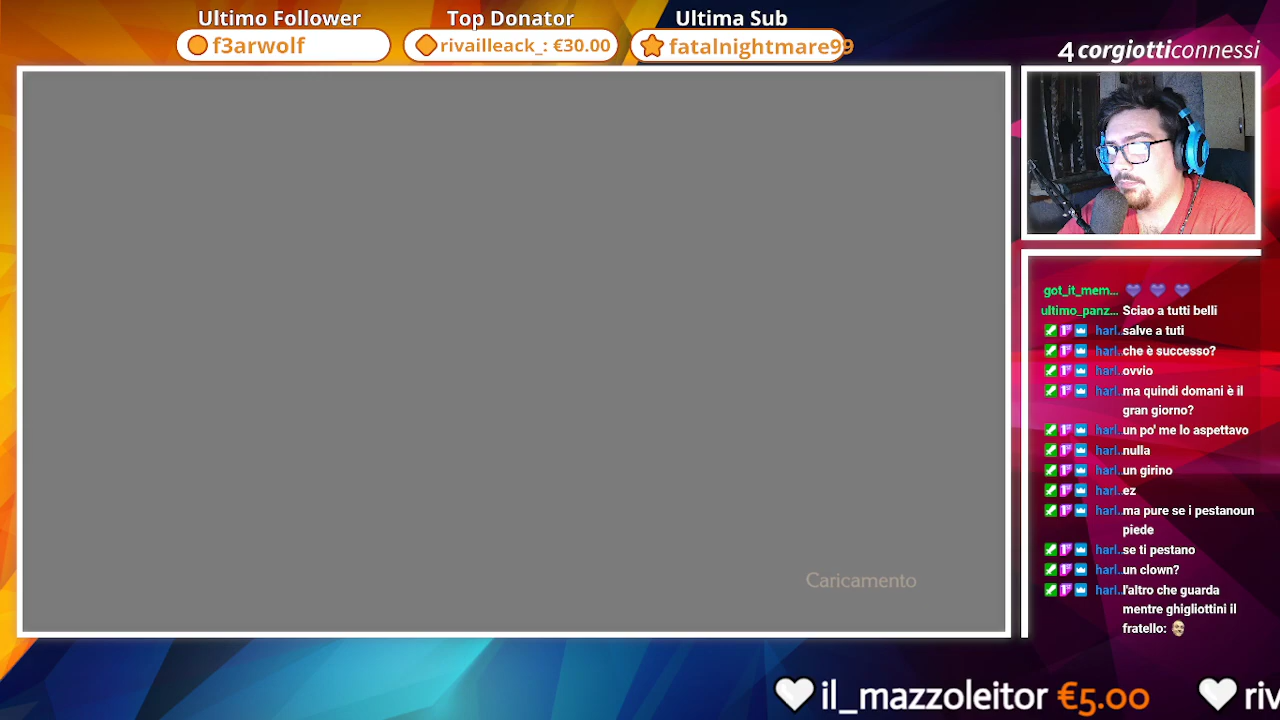 Ultimo Follower
Top Donator
Ultima Sub
f3arwolf
rivailleack_: €30.00
fatalnightmare99
4corgiotticonnessi
got_it_mem...
ultimo_panz... Sciao a tutti belli
harl... salve a tuti
harl... che è successo?
harl... ovvio
harl... ma quindi domani è il
gran giorno?
harl... un po' me lo aspettavo
harl... nulla
harl... un girino
harl... ez
harl... ma pure se i pestanoun
piede
harl... se ti pestano
harl... un clown?
harl... l'altro che guarda
mentre ghigliottini il
fratello:
Caricamento
il_mazzoleitor €5.00
riv